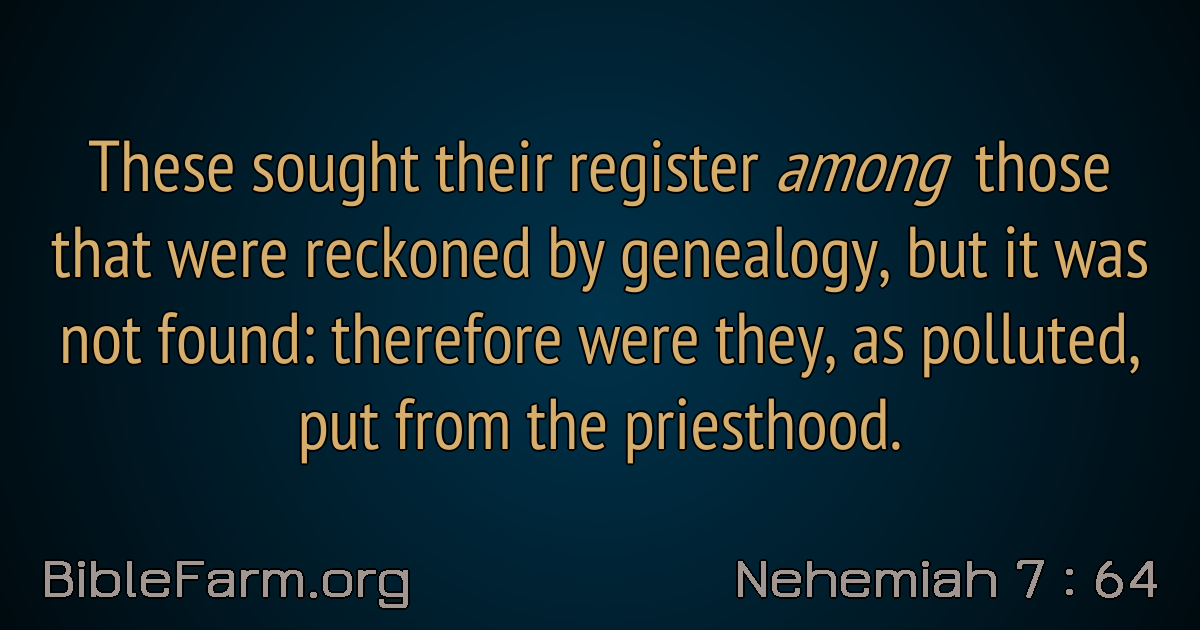 These sought their register among those
that were reckoned by genealogy, but it was
not found: therefore were they, as polluted,
put from the priesthood.
BibleFarm.org
Nehemiah 7 : 64